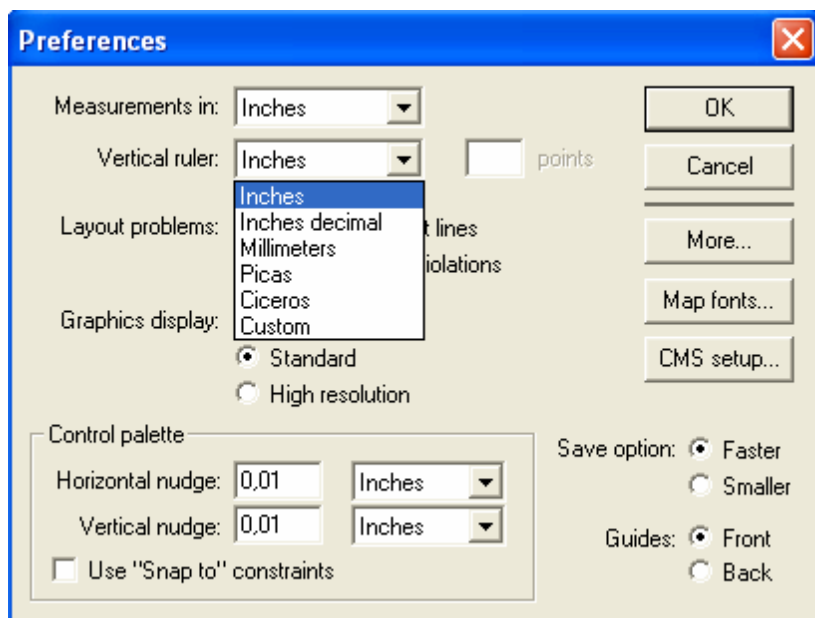 Preferences
Measurements in: Inches OK
Vertical ruler: Inches points Cancel
Inches
Inches decimal
Millimeters
Picas
Ciceros
Custom
Layout problems: t lines More...
iolations
Graphics display: Map fonts...
Standard CMS setup...
High resolution
Control palette
Horizontal nudge: 0,01 Inches
Vertical nudge: 0,01 Inches
Use "Snap to" constraints
Save option: Faster
Smaller
Guides: Front
Back